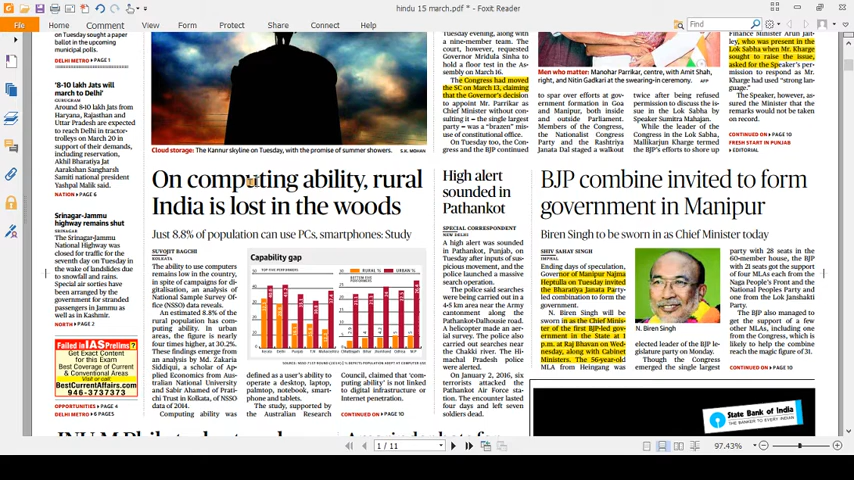 hindu 15 march.pdf * - Foxit Reader
File
Home
Comment
View
Form
Protect
Share
Connect
Help
Find
on Tuesday sought a
paper ballot in the
upcoming municipal
polls.
DELHI METRO ▸ PAGE 1
'8-10 lakh Jats will
march to Delhi'
GURUGRAM
Around 8-10 lakh Jats from
Haryana, Rajasthan and
Uttar Pradesh are expected
to reach Delhi in tractor-
trolleys on March 20 in
support of their demands,
including reservation,
Akhil Bharatiya Jat
Aarakshan Sangharsh
Samiti national president
Yashpal Malik said.
NATION ▸ PAGE 6
Srinagar-Jammu
highway remains shut
SRINAGAR
The Srinagar-Jammu
National Highway was
closed for traffic for the
seventh day on Tuesday in
the wake of landslides due
to snowfall and rains.
Special air sorties have
been arranged by the
government for stranded
passengers in Jammu as
well as in Kashmir.
NORTH ▸ PAGE 2
Failed in IAS Prelims?
Get Exact Content
for this Exam
Best Coverage of Current
& Conventional Areas
Visit or call
BestCurrentAffairs.com
946-3737373
OPPORTUNITIES ▸ PAGE 4
DELHI METRO ▸ 6 PAGES
Cloud storage: The Kannur skyline on Tuesday, with the promise of summer showers. S.K. MOHAN
On computing ability, rural
India is lost in the woods
Just 8.8% of population can use PCs, smartphones: Study
SUVOJIT BAGCHI
KOLKATA
The ability to use computers
remains low in the country,
in spite of campaigns for di-
gitalisation, an analysis of
National Sample Survey Of-
fice (NSSO) data reveals.
An estimated 8.8% of the
rural population has com-
puting ability. In urban
areas, the figure is nearly
four times higher, at 30.2%.
These findings emerge from
an analysis by Md. Zakaria
Siddiqui, a scholar of Ap-
plied Economics from Aus-
tralian National University
and Sabir Ahamed of Prati-
chi Trust in Kolkata, of NSSO
data of 2014.
Computing ability was
Capability gap
RURAL %
URBAN %
defined as a user's ability to
operate a desktop, laptop,
palmtop, notebook, smart-
phone and tablets.
The study, supported by
the Australian Research
Council, claimed that 'com-
puting ability' is not linked
to digital infrastructure or
Internet penetration.
CONTINUED ON ▸ PAGE 10
Tuesday evening, along with
a nine-member team. The
court, however, requested
Governor Mridula Sinha to
hold a floor test in the As-
sembly on March 16.
The Congress had moved
the SC on March 13, claiming
that the Governor's decision
to appoint Mr. Parrikar as
Chief Minister without con-
sulting it — the single largest
party — was a "brazen" mis-
use of constitutional office.
On Tuesday too, the Con-
gress and the BJP continued
Men who matter: Manohar Parrikar, centre, with Amit Shah,
right, and Nitin Gadkari at the swearing-in ceremony. AFP
to spar over efforts at gov-
ernment formation in Goa
and Manipur, both inside
and outside Parliament.
Members of the Congress,
the Nationalist Congress
Party and the Rashtriya
Janata Dal staged a walkout
twice after being refused
permission to discuss the is-
sue in the Lok Sabha by
Speaker Sumitra Mahajan.
While the leader of the
Congress in the Lok Sabha,
Mallikarjun Kharge termed
the BJP's efforts to shore up
Finance Minister Arun Jait-
ley, who was present in the
Lok Sabha when Mr. Kharge
sought to raise the issue,
asked for the Speaker's per-
mission to respond as Mr.
Kharge had used "strong lan-
guage."
The Speaker, however,
assured the Minister that the
remarks would not be taken
on record.
CONTINUED ON ▸ PAGE 10
FRESH START IN PUNJAB
▸ EDITORIAL
High alert
sounded in
Pathankot
SPECIAL CORRESPONDENT
NEW DELHI
A high alert was sounded
in Pathankot, Punjab, on
Tuesday after inputs of sus-
picious movement, and the
police launched a massive
search operation.
The police said searches
were being carried out in a
4-5 km area near the Army
cantonment along the
Pathankot-Dalhousie road.
A helicopter made an aer-
ial survey. The police also
carried out searches near
the Chakki river. The Hi-
machal Pradesh police
were alerted.
On January 2, 2016, six
terrorists attacked the
Pathankot Air Force sta-
tion. The encounter lasted
four days and left seven
soldiers dead.
BJP combine invited to form
government in Manipur
Biren Singh to be sworn in as Chief Minister today
SHIV SAHAY SINGH
IMPHAL
Ending days of speculation,
Governor of Manipur Najma
Heptulla on Tuesday invited
the Bharatiya Janata Party-
led combination to form the
government.
N. Biren Singh will be
sworn in as the Chief Minis-
ter of the first BJP-led gov-
ernment in the State at 1
p.m. at Raj Bhavan on Wed-
nesday, along with Cabinet
Ministers. The 56-year-old
MLA from Heingang was
N. Biren Singh
elected leader of the BJP le-
gislature party on Monday.
Though the Congress
emerged the single largest
party with 28 seats in the
60-member house, the BJP
with 21 seats got the support
of four MLAs each from the
Naga People's Front and the
National People's Party and
one from the Lok Janshakti
Party.
The BJP also managed to
get the support of a few
other MLAs, including one
from the Congress, which is
likely to help the combine
reach the magic figure of 31.
CONTINUED ON ▸ PAGE 10
State Bank of India
THE BANKER TO EVERY INDIAN
1 / 11
97.43%